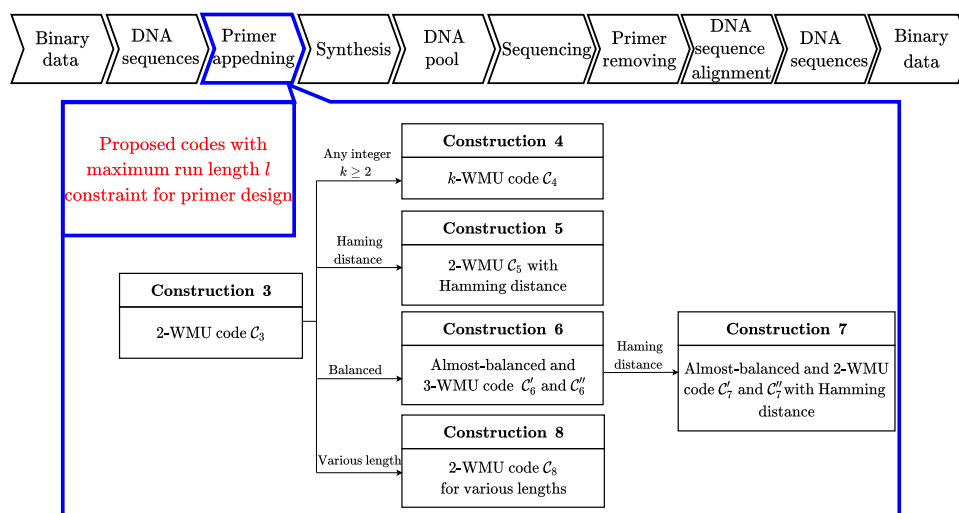 Binary
data
DNA
sequences
Primer
appedning
Synthesis
DNA
pool
Sequencing
Primer
removing
DNA
sequence
alignment
DNA
sequences
Binary
data
Proposed codes with
maximum run length l
constraint for primer design
Any integer
k ≥ 2
Construction 4
k-WMU code C₄
Haming
distance
Construction 5
2-WMU C₅ with
Hamming distance
Construction 3
2-WMU code C₃
Balanced
Construction 6
Almost-balanced and
3-WMU code C₆′ and C₆″
Haming
distance
Construction 7
Almost-balanced and 2-WMU
code C₇′ and C₇″ with Hamming
distance
Various length
Construction 8
2-WMU code C₈
for various lengths